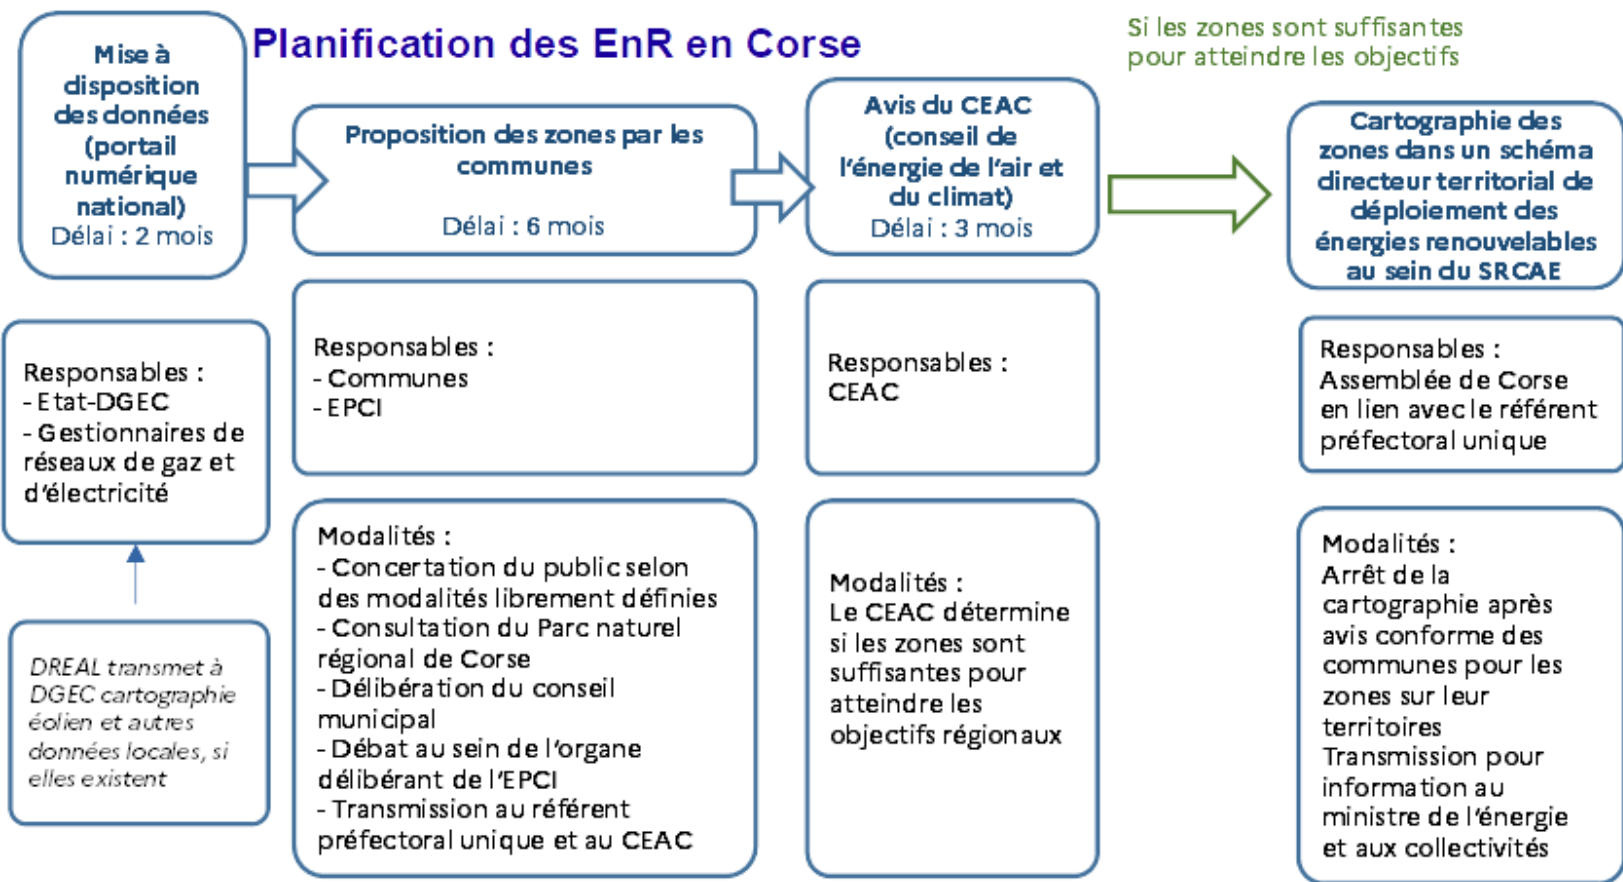 Planification des EnR en Corse
Si les zones sont suffisantes
pour atteindre les objectifs
Mise à
disposition
des données
(portail
numérique
national)
Délai : 2 mois
Proposition des zones par les
communes
Délai : 6 mois
Avis du CEAC
(conseil de
l'énergie de l'air et
du climat)
Délai : 3 mois
Cartographie des
zones dans un schéma
directeur territorial de
déploiement des
énergies renouvelables
au sein du SRCAE
Responsables :
- Etat-DGEC
- Gestionnaires de
réseaux de gaz et
d'électricité
Responsables :
- Communes
- EPCI
Responsables :
CEAC
Responsables :
Assemblée de Corse
en lien avec le référent
préfectoral unique
DREAL transmet à
DGEC cartographie
éolien et autres
données locales, si
elles existent
Modalités :
- Concertation du public selon
des modalités librement définies
- Consultation du Parc naturel
régional de Corse
- Délibération du conseil
municipal
- Débat au sein de l'organe
délibérant de l'EPCI
- Transmission au référent
préfectoral unique et au CEAC
Modalités :
Le CEAC détermine
si les zones sont
suffisantes pour
atteindre les
objectifs régionaux
Modalités :
Arrêt de la
cartographie après
avis conforme des
communes pour les
zones sur leur
territoires
Transmission pour
information au
ministre de l'énergie
et aux collectivités